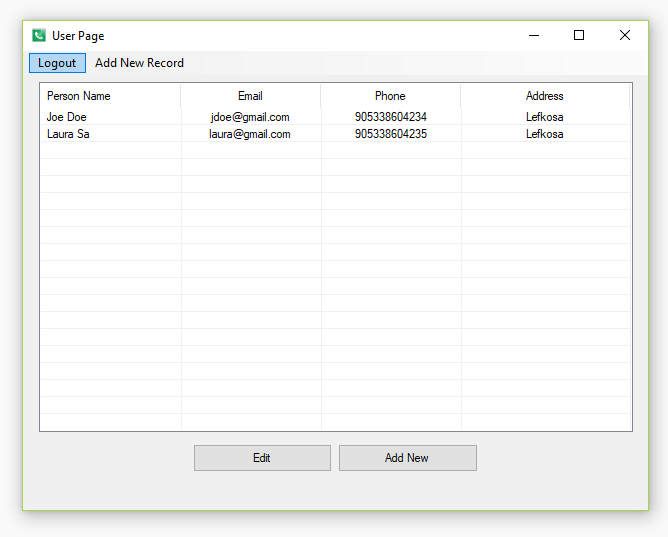 User Page
Logout Add New Record
Person Name Email Phone Address
Joe Doe jdoe@gmail.com 905338604234 Lefkosa
Laura Sa laura@gmail.com 905338604235 Lefkosa
Edit Add New